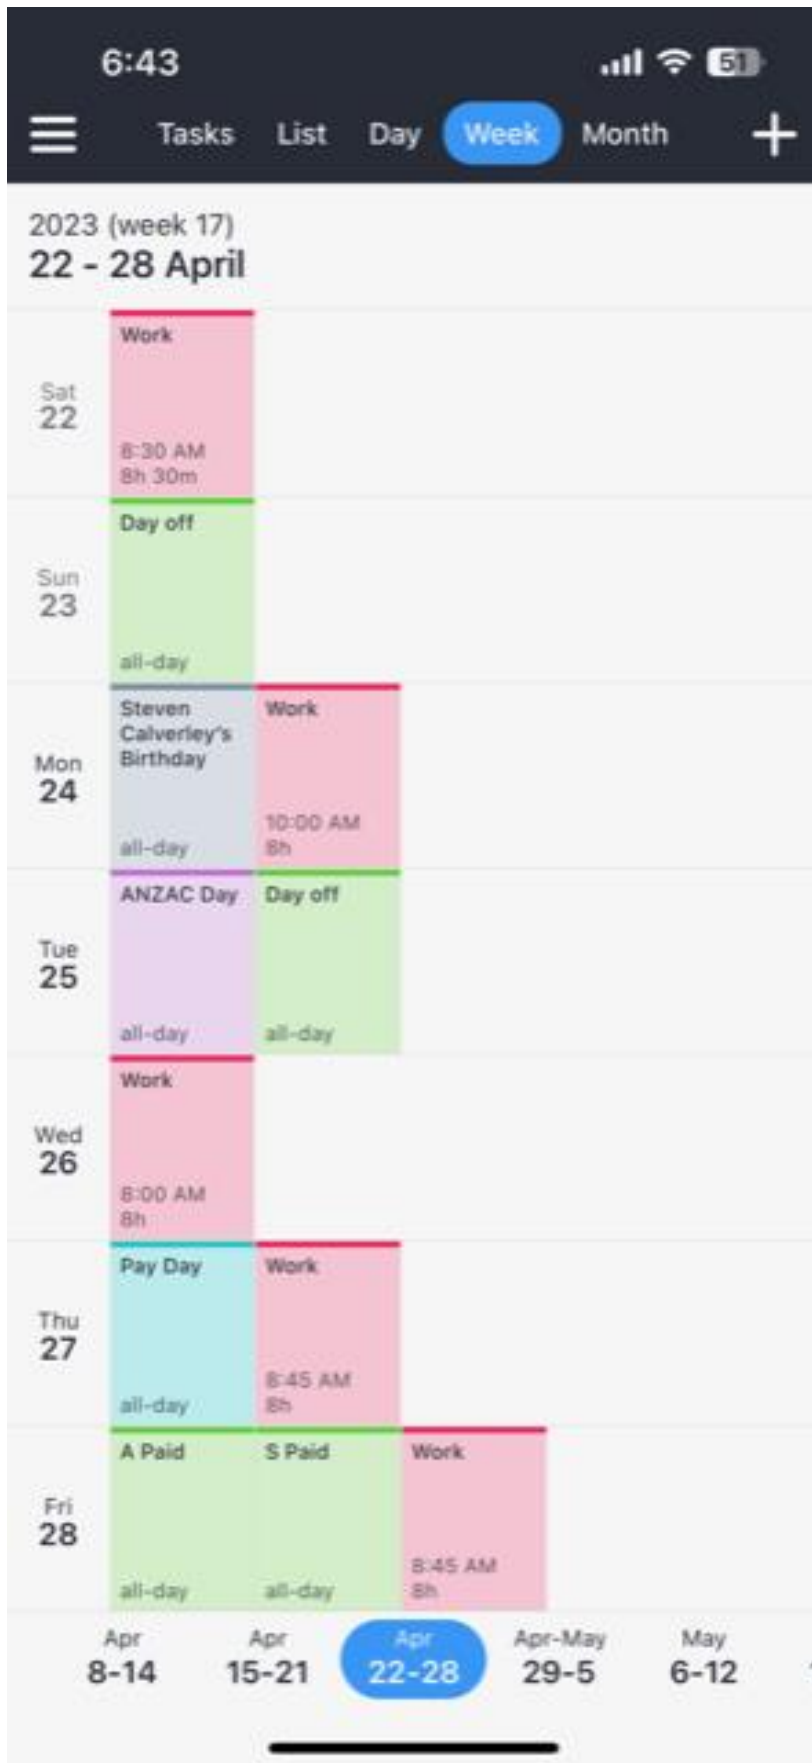 6:43
51
Tasks List Day Week Month
2023 (week 17)
22 - 28 April
Sat
22
Work
8:30 AM
8h 30m
Sun
23
Day off
all-day
Mon
24
Steven
Calverley's
Birthday
all-day
Work
10:00 AM
8h
Tue
25
ANZAC Day
all-day
Day off
all-day
Wed
26
Work
8:00 AM
8h
Thu
27
Pay Day
all-day
Work
8:45 AM
8h
Fri
28
A Paid
all-day
S Paid
all-day
Work
8:45 AM
8h
Apr
8-14
Apr
15-21
Apr
22-28
Apr-May
29-5
May
6-12